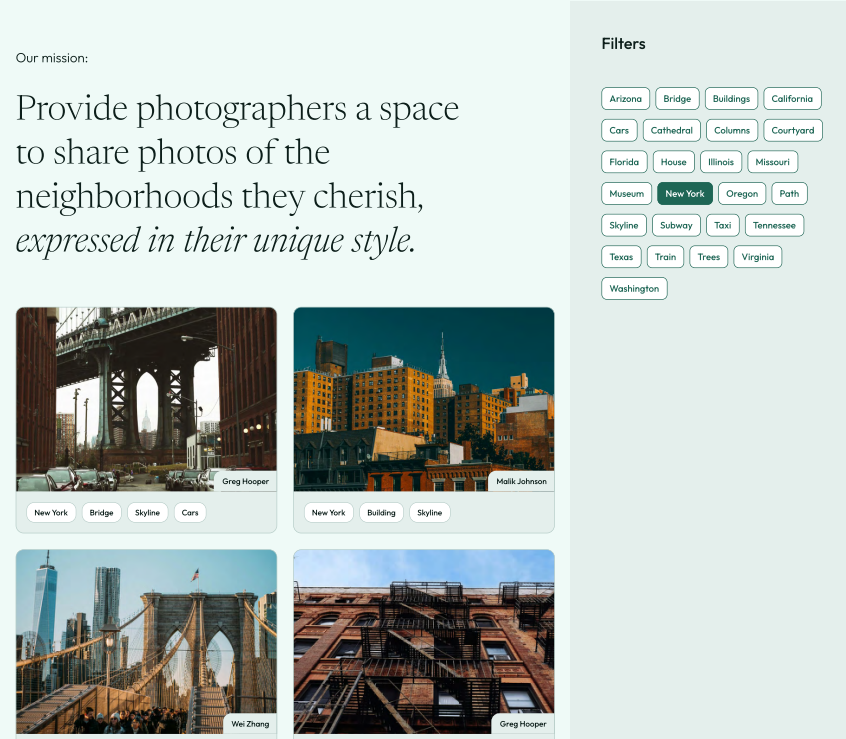 Our mission:
Provide photographers a space
to share photos of the
neighborhoods they cherish,
expressed in their unique style.
Greg Hooper
New York Bridge Skyline Cars
Malik Johnson
New York Building Skyline
Wei Zhang
Greg Hooper
Filters
Arizona Bridge Buildings California
Cars Cathedral Columns Courtyard
Florida House Illinois Missouri
Museum New York Oregon Path
Skyline Subway Taxi Tennessee
Texas Train Trees Virginia
Washington